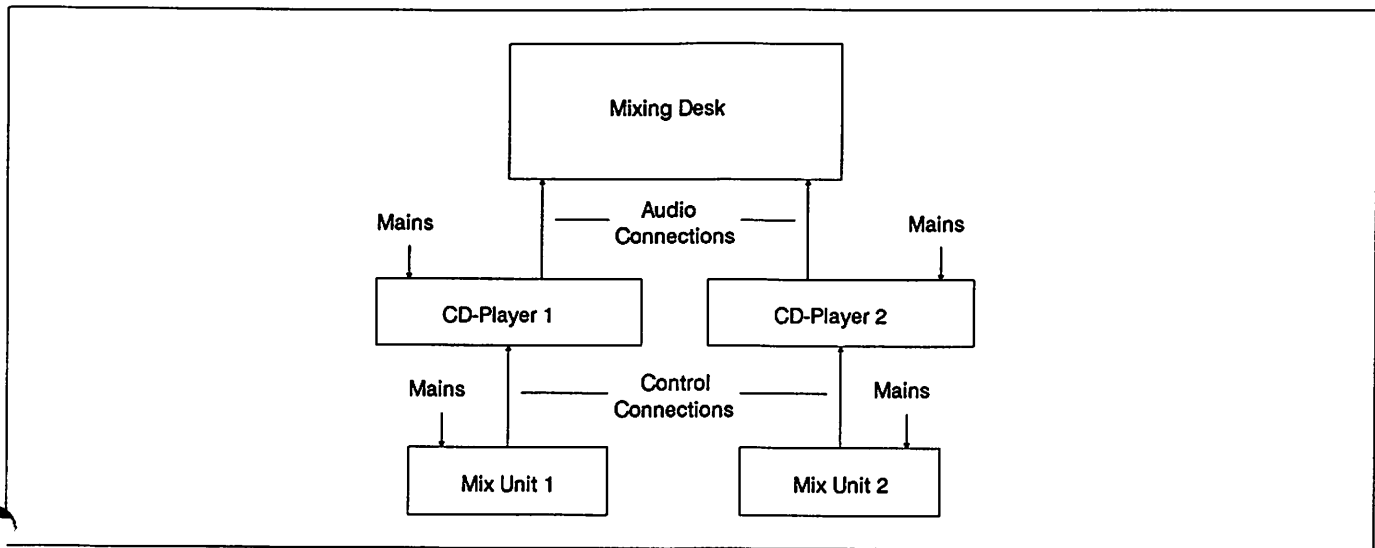 Mixing Desk
Audio
Connections
Mains
Mains
CD-Player 1
CD-Player 2
Control
Connections
Mains
Mains
Mix Unit 1
Mix Unit 2